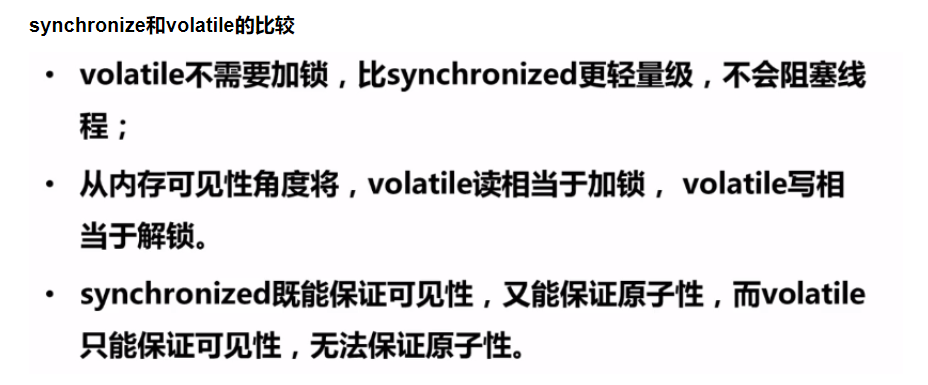 synchronize和volatile的比较
• volatile不需要加锁，比synchronized更轻量级，不会阻塞线
程；
• 从内存可见性角度将，volatile读相当于加锁， volatile写相
当于解锁。
• synchronized既能保证可见性，又能保证原子性，而volatile
只能保证可见性，无法保证原子性。